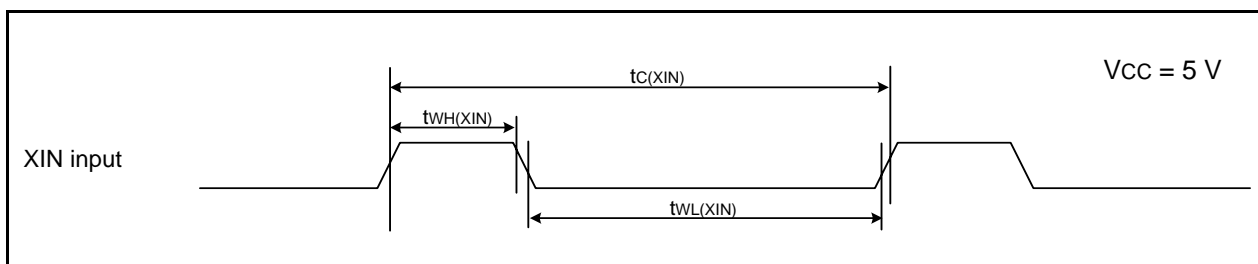 tC(XIN)
VCC = 5 V
tWH(XIN)
XIN input
tWL(XIN)